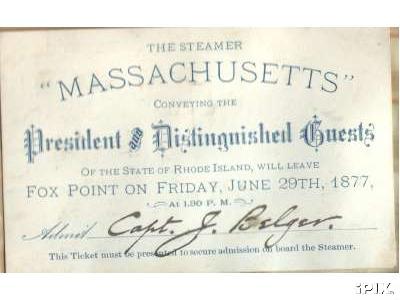 THE STEAMER
"MASSACHUSETTS"
CONVEYING THE
President and Distinguished Guests
OF THE STATE OF RHODE ISLAND, WILL LEAVE
FOX POINT ON FRIDAY, JUNE 29TH, 1877,
AT 1.30 P. M.
Admit Capt. J. Belger.
This Ticket must be presented to secure admission on board the Steamer.
iPIX